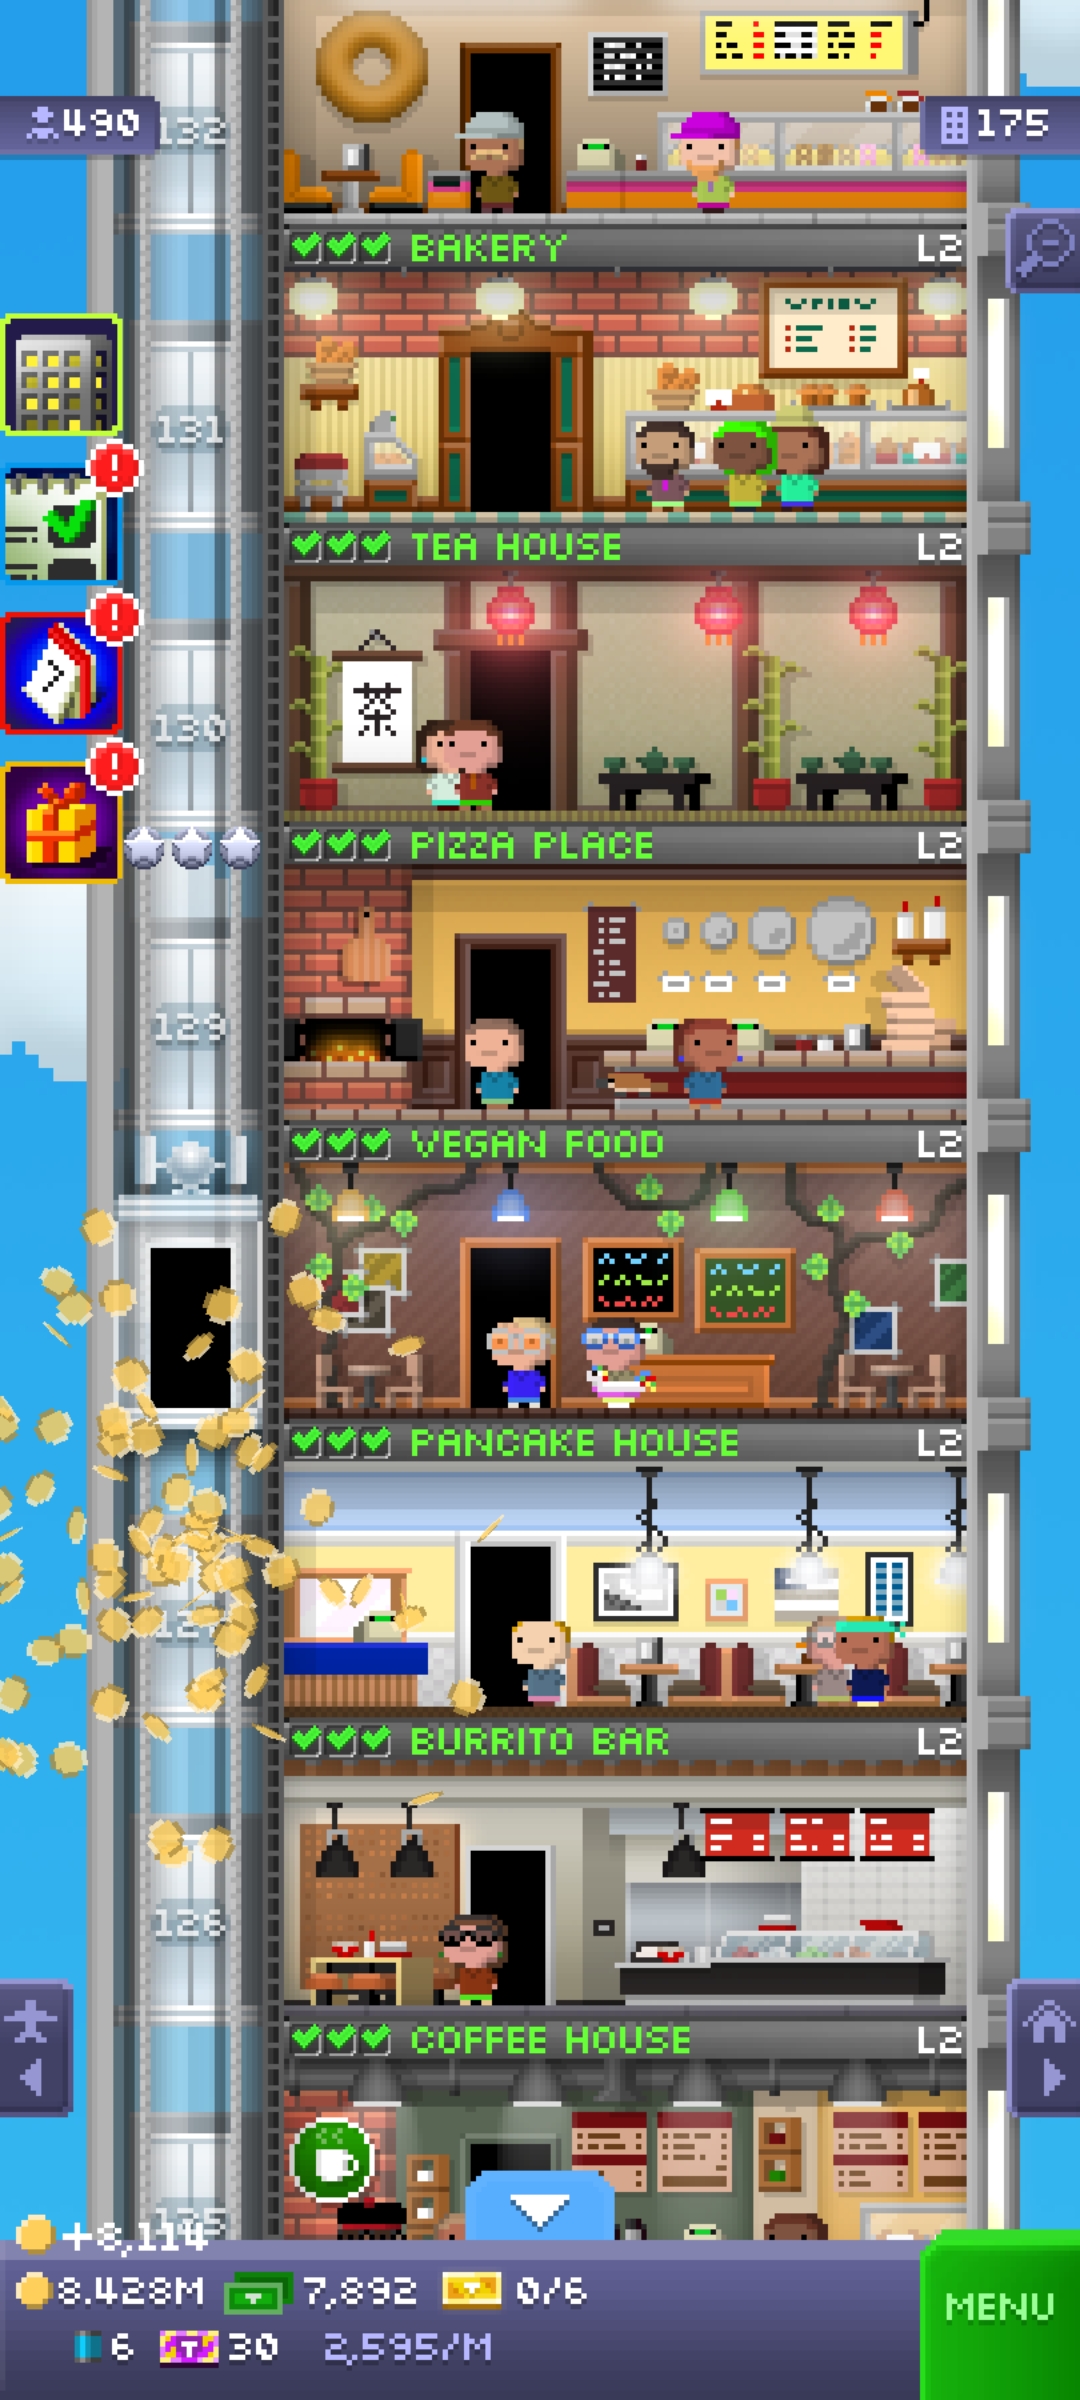 490
132
175
BAKERY L2
131
TEA HOUSE L2
茶
130
7
PIZZA PLACE L2
129
VEGAN FOOD L2
PANCAKE HOUSE L2
BURRITO BAR L2
126
COFFEE HOUSE L2
+8,114
8.428M 7,892 0/6
MENU
6 T 30 2,595/M